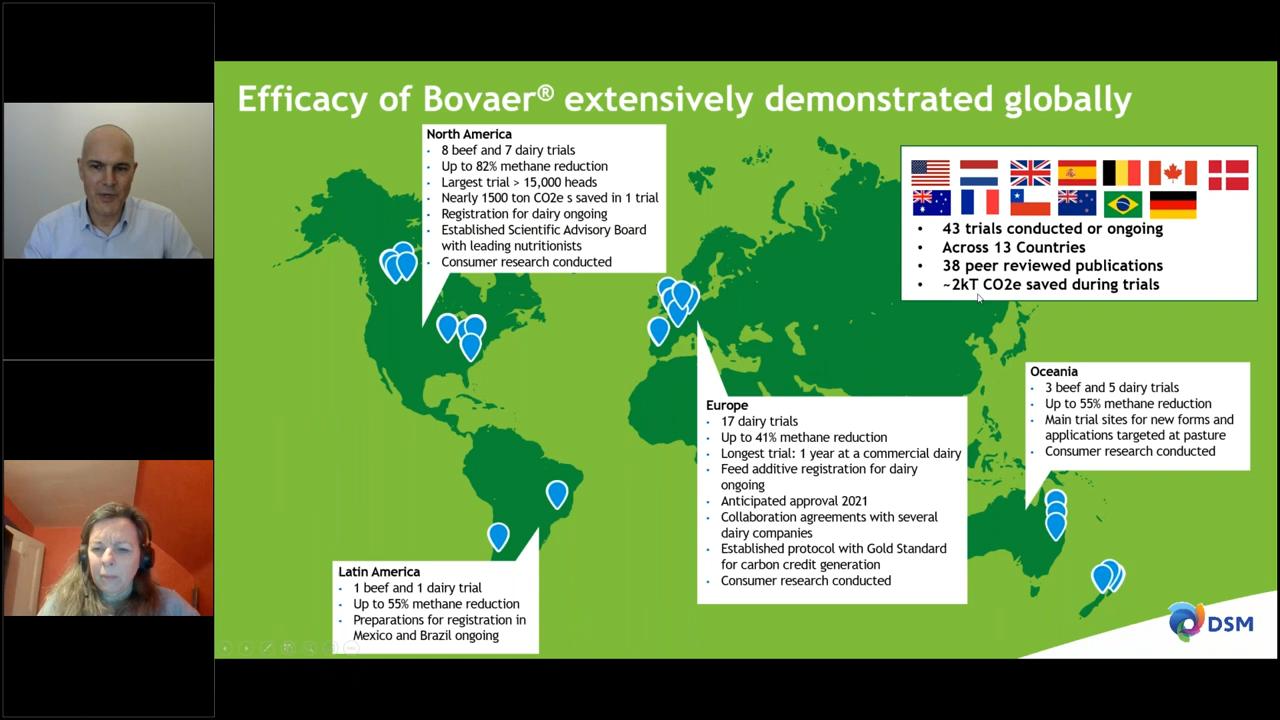 Efficacy of Bovaer® extensively demonstrated globally
North America
• 8 beef and 7 dairy trials
• Up to 82% methane reduction
• Largest trial > 15,000 heads
• Nearly 1500 ton CO2e s saved in 1 trial
• Registration for dairy ongoing
• Established Scientific Advisory Board
with leading nutritionists
• Consumer research conducted
• 43 trials conducted or ongoing
• Across 13 Countries
• 38 peer reviewed publications
• ~2kT CO2e saved during trials
Oceania
• 3 beef and 5 dairy trials
• Up to 55% methane reduction
• Main trial sites for new forms and
applications targeted at pasture
• Consumer research conducted
Europe
• 17 dairy trials
• Up to 41% methane reduction
• Longest trial: 1 year at a commercial dairy
• Feed additive registration for dairy
ongoing
• Anticipated approval 2021
• Collaboration agreements with several
dairy companies
• Established protocol with Gold Standard
for carbon credit generation
• Consumer research conducted
Latin America
• 1 beef and 1 dairy trial
• Up to 55% methane reduction
• Preparations for registration in
Mexico and Brazil ongoing
DSM